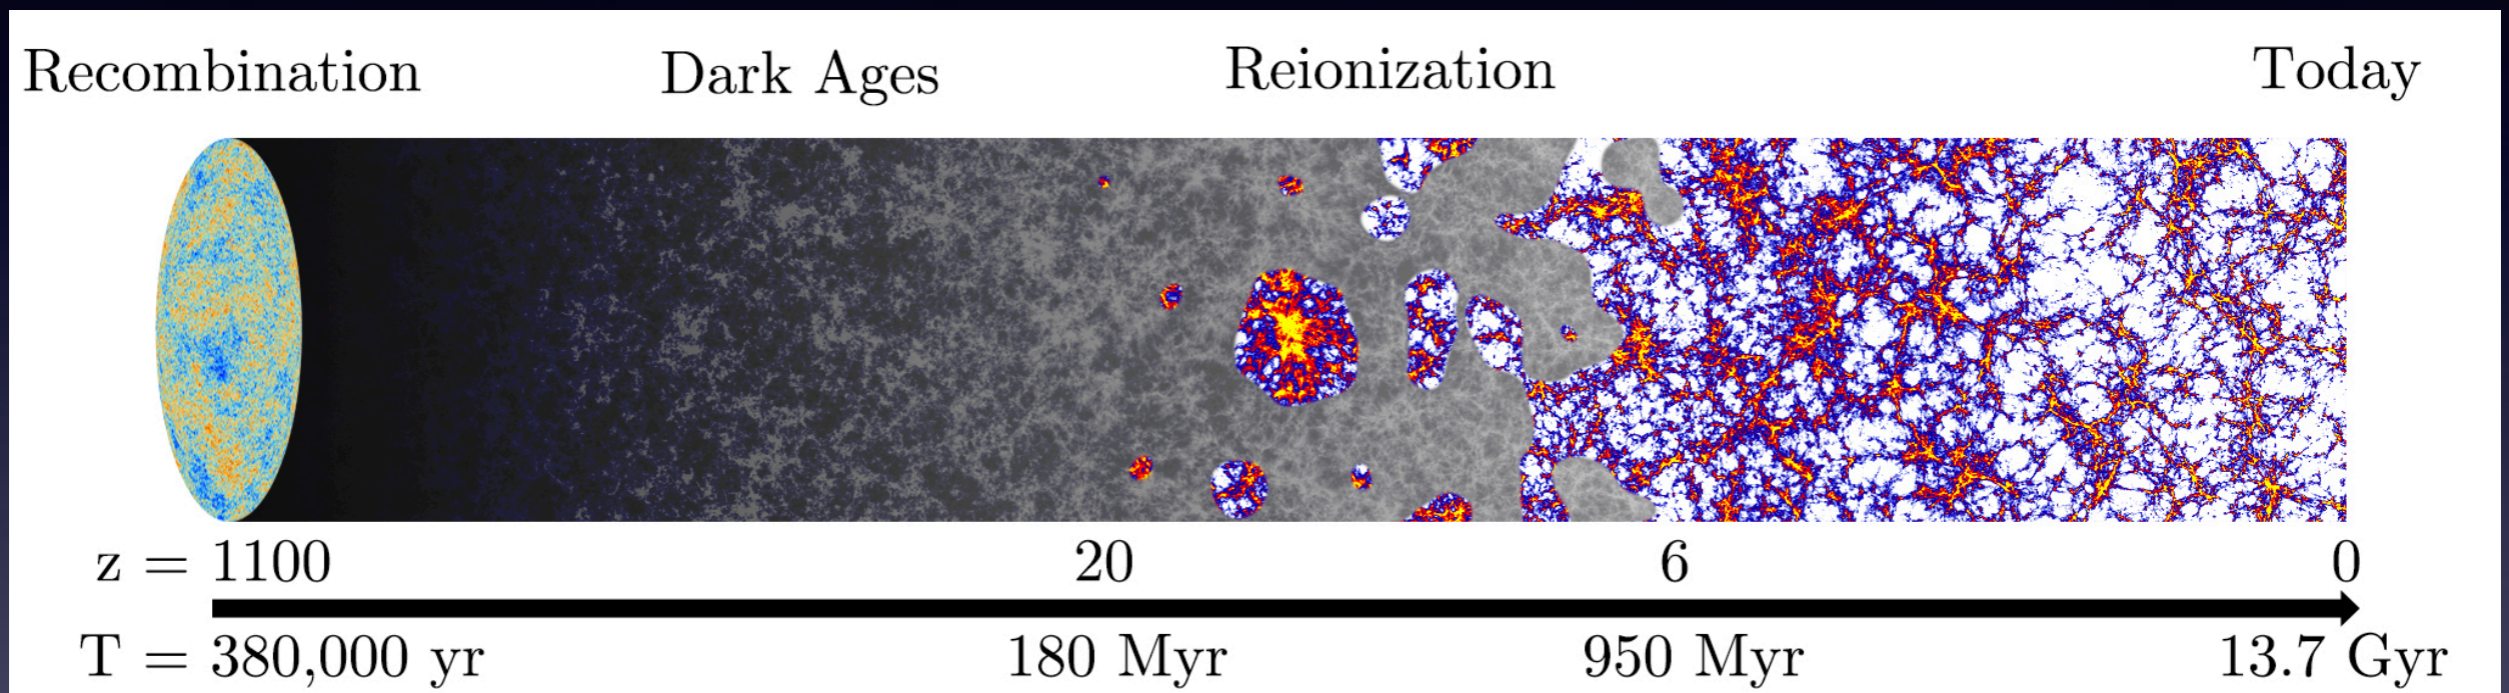 Recombination Dark Ages Reionization Today
z = 1100 20 6 0
T = 380,000 yr 180 Myr 950 Myr 13.7 Gyr